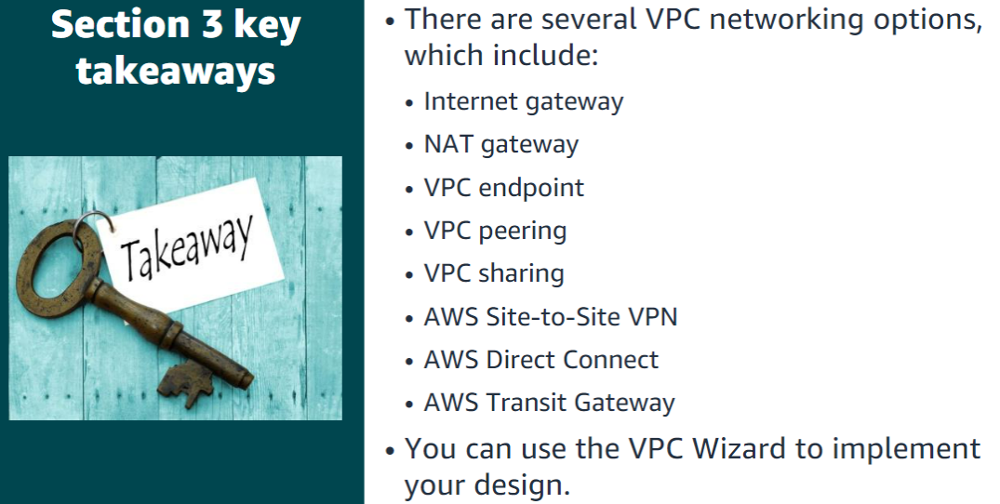 Section 3 key
takeaways
Takeaway
• There are several VPC networking options,
which include:
• Internet gateway
• NAT gateway
• VPC endpoint
• VPC peering
• VPC sharing
• AWS Site-to-Site VPN
• AWS Direct Connect
• AWS Transit Gateway
• You can use the VPC Wizard to implement
your design.